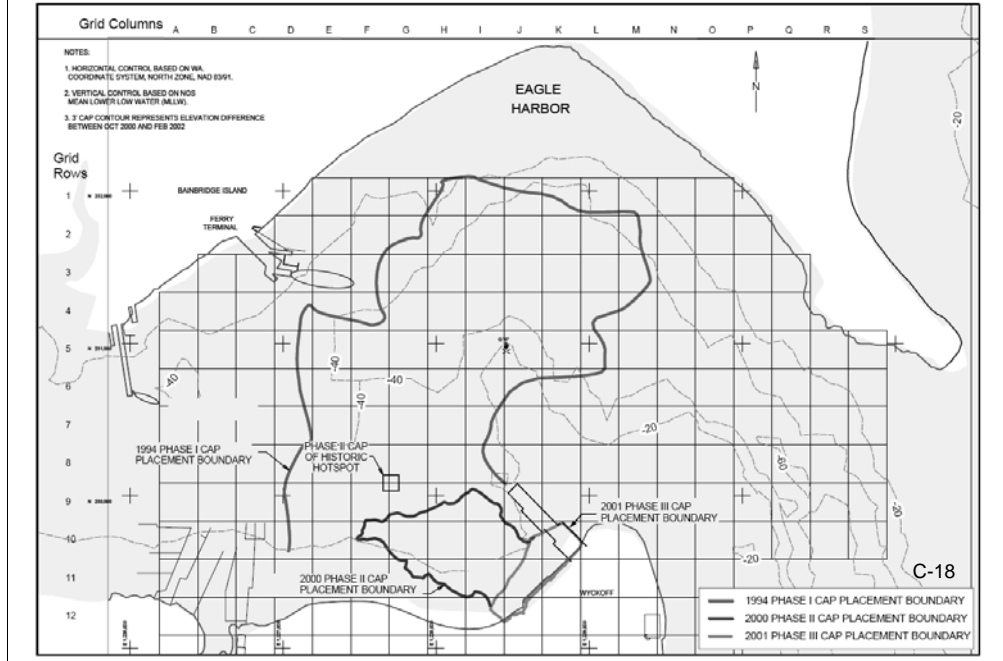 Grid Columns
A B C D E F G H I J K L M N O P Q R S
NOTES:
1. HORIZONTAL CONTROL BASED ON WA.
COORDINATE SYSTEM, NORTH ZONE, NAD 83/91.
2. VERTICAL CONTROL BASED ON NOS
MEAN LOWER LOW WATER (MLLW).
3. 3' CAP CONTOUR REPRESENTS ELEVATION DIFFERENCE
BETWEEN OCT 2000 AND FEB 2002
EAGLE
HARBOR
N
-20
Grid
Rows
1
BAINBRIDGE ISLAND
2
FERRY
TERMINAL
3
4
5
-40
-40
-40
6
-40
7
-20
1994 PHASE I CAP
PLACEMENT BOUNDARY
PHASE II CAP
OF HISTORIC
HOTSPOT
8
-60
9
2001 PHASE III CAP
PLACEMENT BOUNDARY
-20
10
-20
11
2000 PHASE II CAP
PLACEMENT BOUNDARY
C-18
WYCKOFF
12
1994 PHASE I CAP PLACEMENT BOUNDARY
2000 PHASE II CAP PLACEMENT BOUNDARY
2001 PHASE III CAP PLACEMENT BOUNDARY